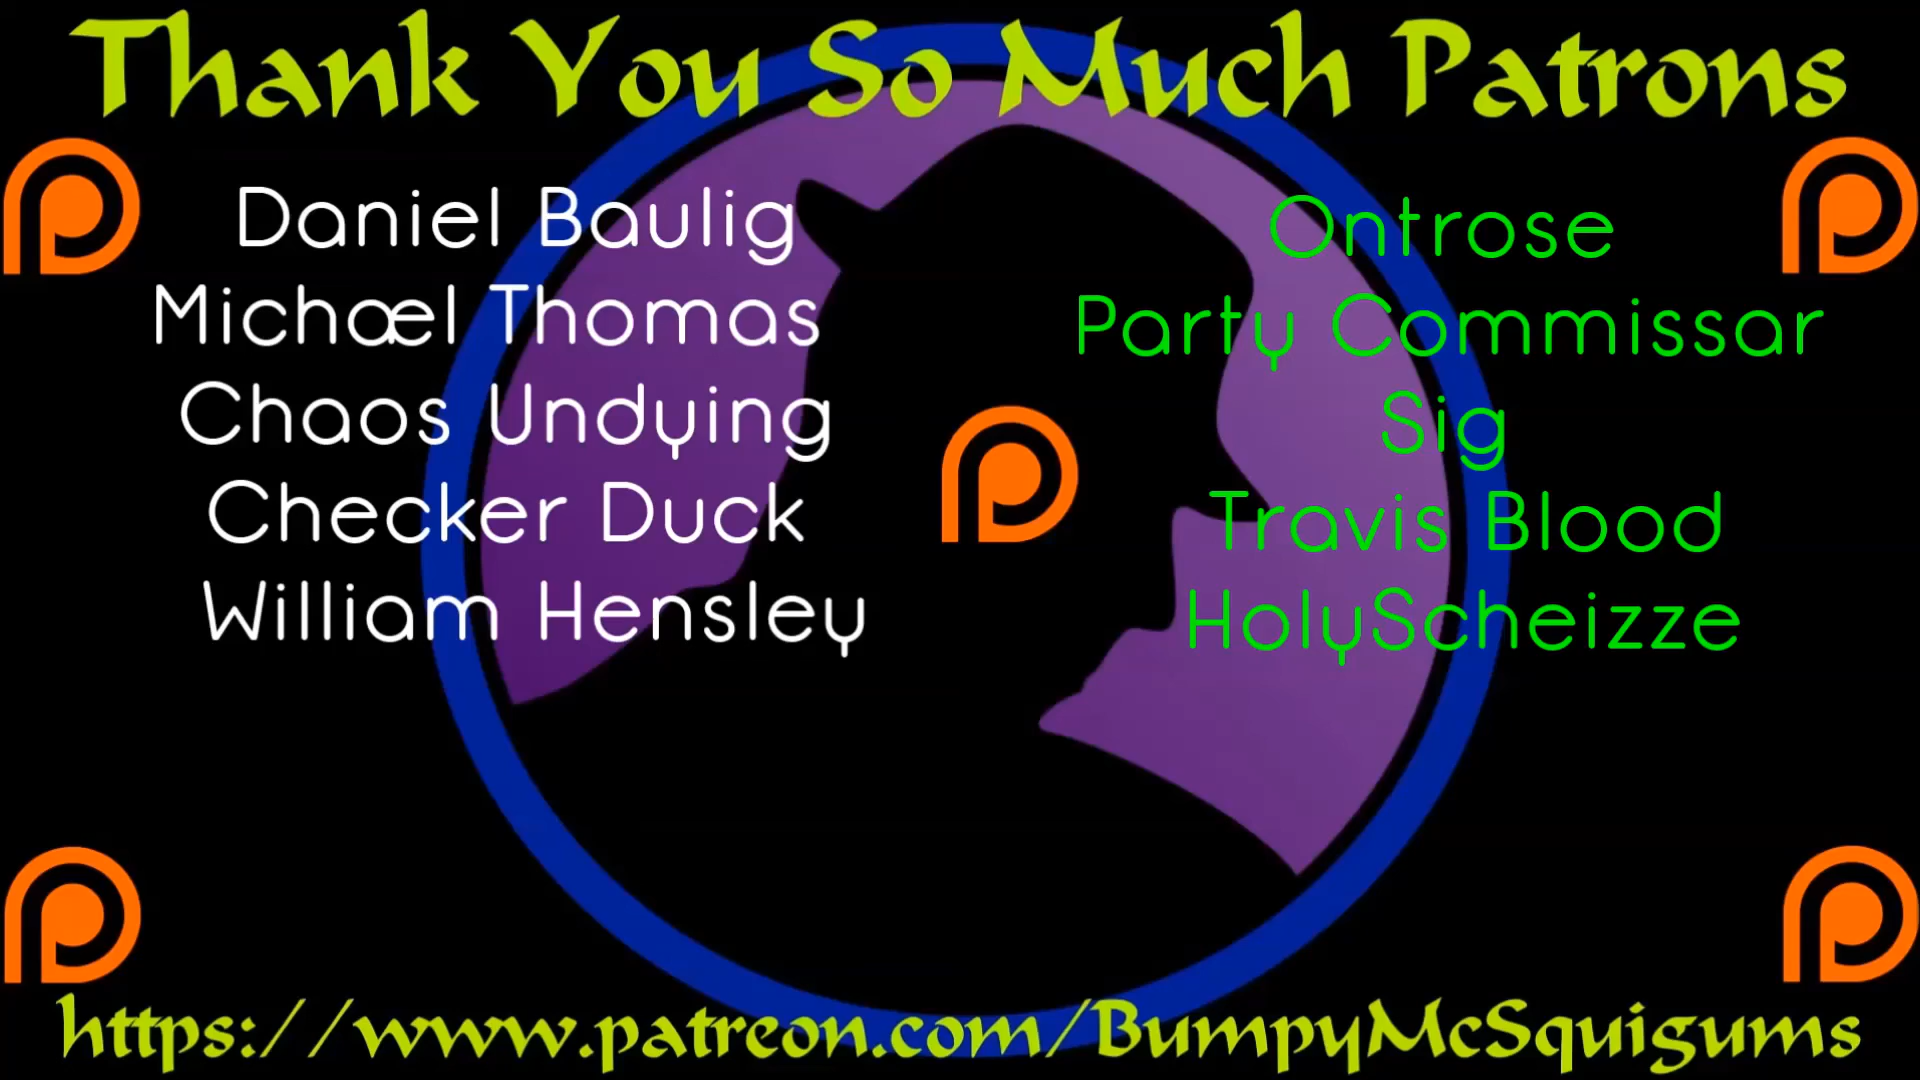 Thank You So Much Patrons
Daniel Baulig
Michael Thomas
Chaos Undying
Checker Duck
William Hensley
Ontrose
Party Commissar
Sig
Travis Blood
HolyScheizze
https://www.patreon.com/BumpyMcSquigums